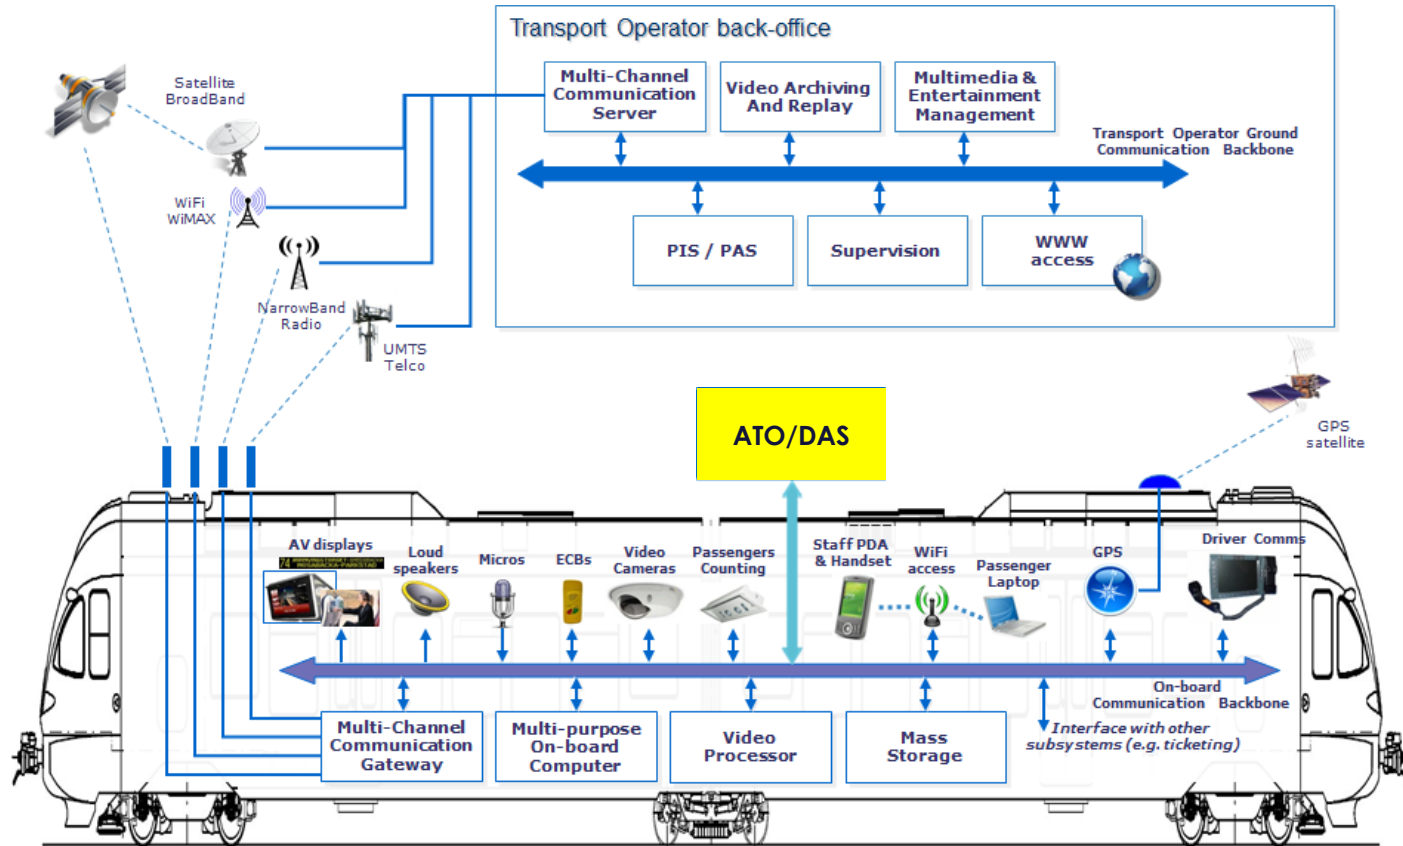 Transport Operator back-office
Satellite
BroadBand
Multi-Channel
Communication
Server
Video Archiving
And Replay
Multimedia &
Entertainment
Management
Transport Operator Ground
Communication Backbone
WiFi
WiMAX
PIS / PAS
Supervision
WWW
access
NarrowBand
Radio
UMTS
Telco
ATO/DAS
GPS
satellite
AV displays
74
Loud
speakers
Micros
ECBs
Video
Cameras
Passengers
Counting
Staff PDA
& Handset
WiFi
access
Passenger
Laptop
GPS
Driver Comms
On-board
Communication Backbone
Multi-Channel
Communication
Gateway
Multi-purpose
On-board
Computer
Video
Processor
Mass
Storage
Interface with other
subsystems (e.g. ticketing)